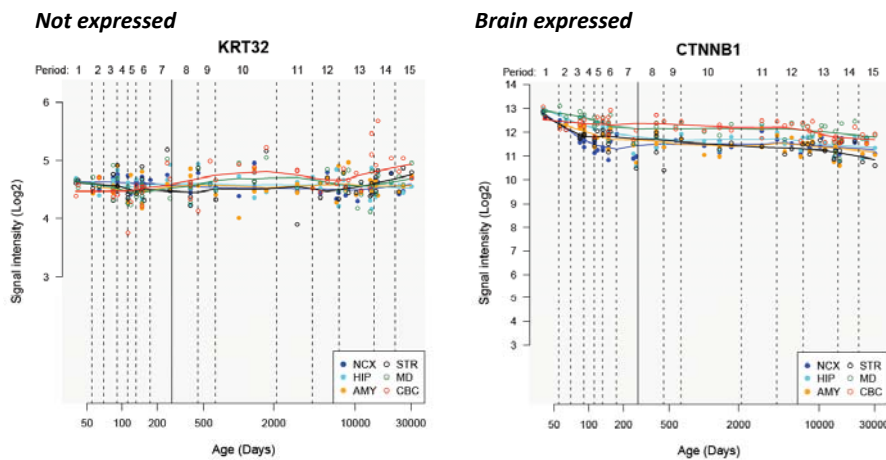 Not expressed
KRT32
Period: 1 2 3 4 5 6 7 8 9 10 11 12 13 14 15
6
5
4
3
Sgnal intensity (Log2)
NCX STR
HIP MD
AMY CBC
50 100 200 500 2000 10000 30000
Age (Days)
Brain expressed
CTNNB1
Period: 1 2 3 4 5 6 7 8 9 10 11 12 13 14 15
14
13
12
11
10
9
8
7
6
5
4
3
Sgnal intensity (Log2)
NCX STR
HIP MD
AMY CBC
50 100 200 500 2000 10000 30000
Age (Days)